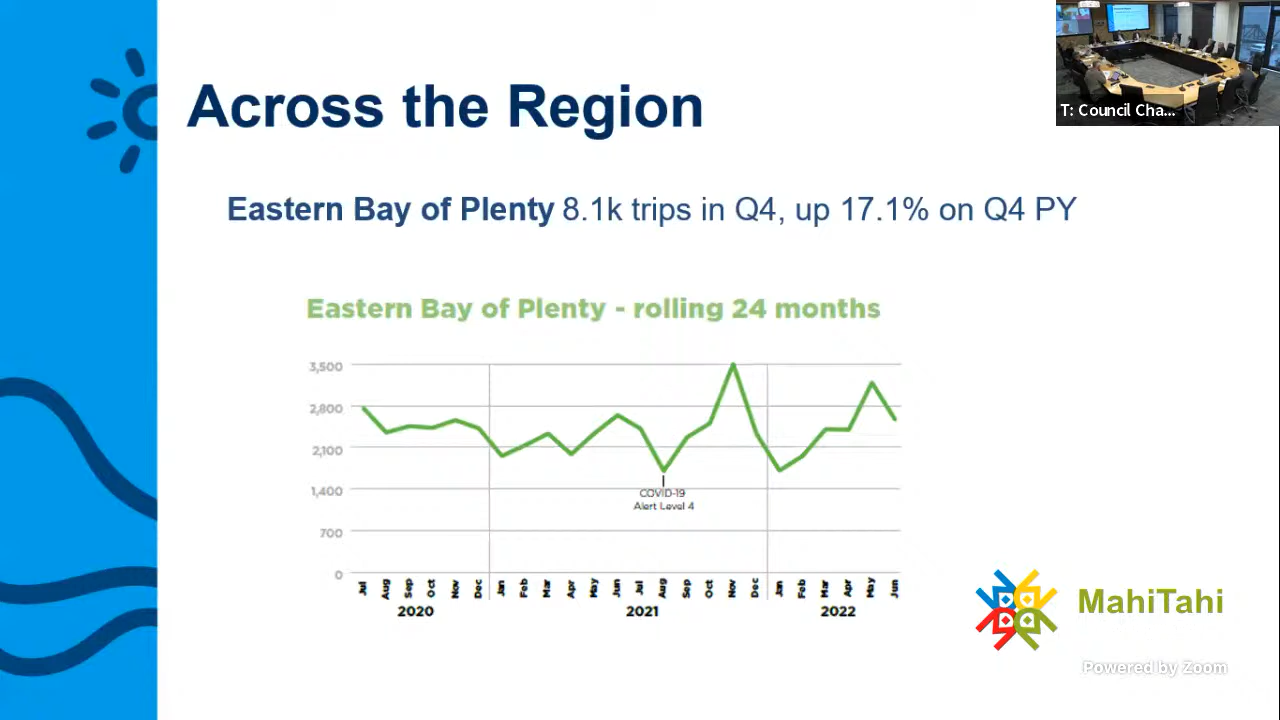 T: Council Cha...
Across the Region
Eastern Bay of Plenty 8.1k trips in Q4, up 17.1% on Q4 PY
Eastern Bay of Plenty - rolling 24 months
3,500
2,800
2,100
1,400
700
0
COVID-19
Alert Level 4
Jul Aug Sep Oct Nov Dec Jan Feb Mar Apr May Jun Jul Aug Sep Oct Nov Dec Jan Feb Mar Apr May Jun
2020 2021 2022
MahiTahi
Powered by Zoom